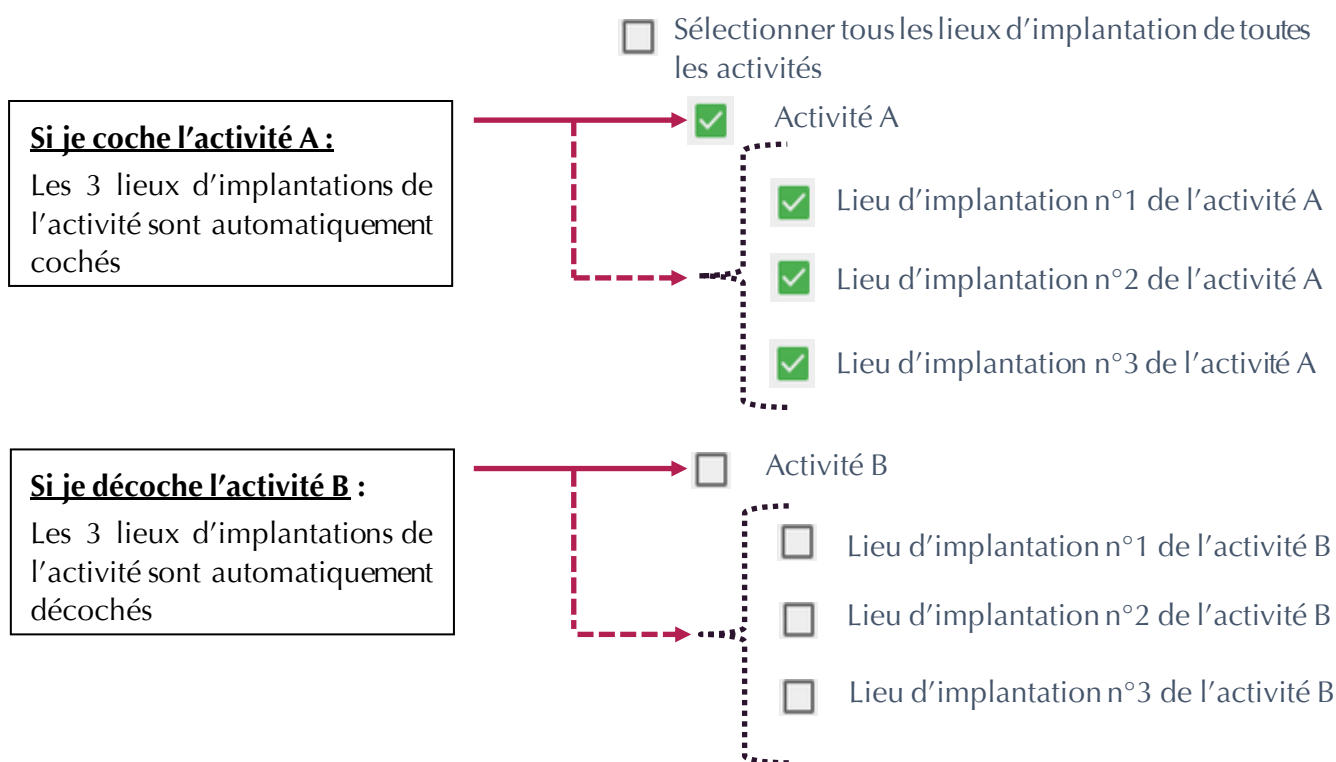 Sélectionner tous les lieux d’implantation de toutes
les activités
Si je coche l’activité A :
Les 3 lieux d’implantations de
l’activité sont automatiquement
cochés
Activité A
Lieu d’implantation n°1 de l’activité A
Lieu d’implantation n°2 de l’activité A
Lieu d’implantation n°3 de l’activité A
Si je décoche l’activité B :
Les 3 lieux d’implantations de
l’activité sont automatiquement
décochés
Activité B
Lieu d’implantation n°1 de l’activité B
Lieu d’implantation n°2 de l’activité B
Lieu d’implantation n°3 de l’activité B